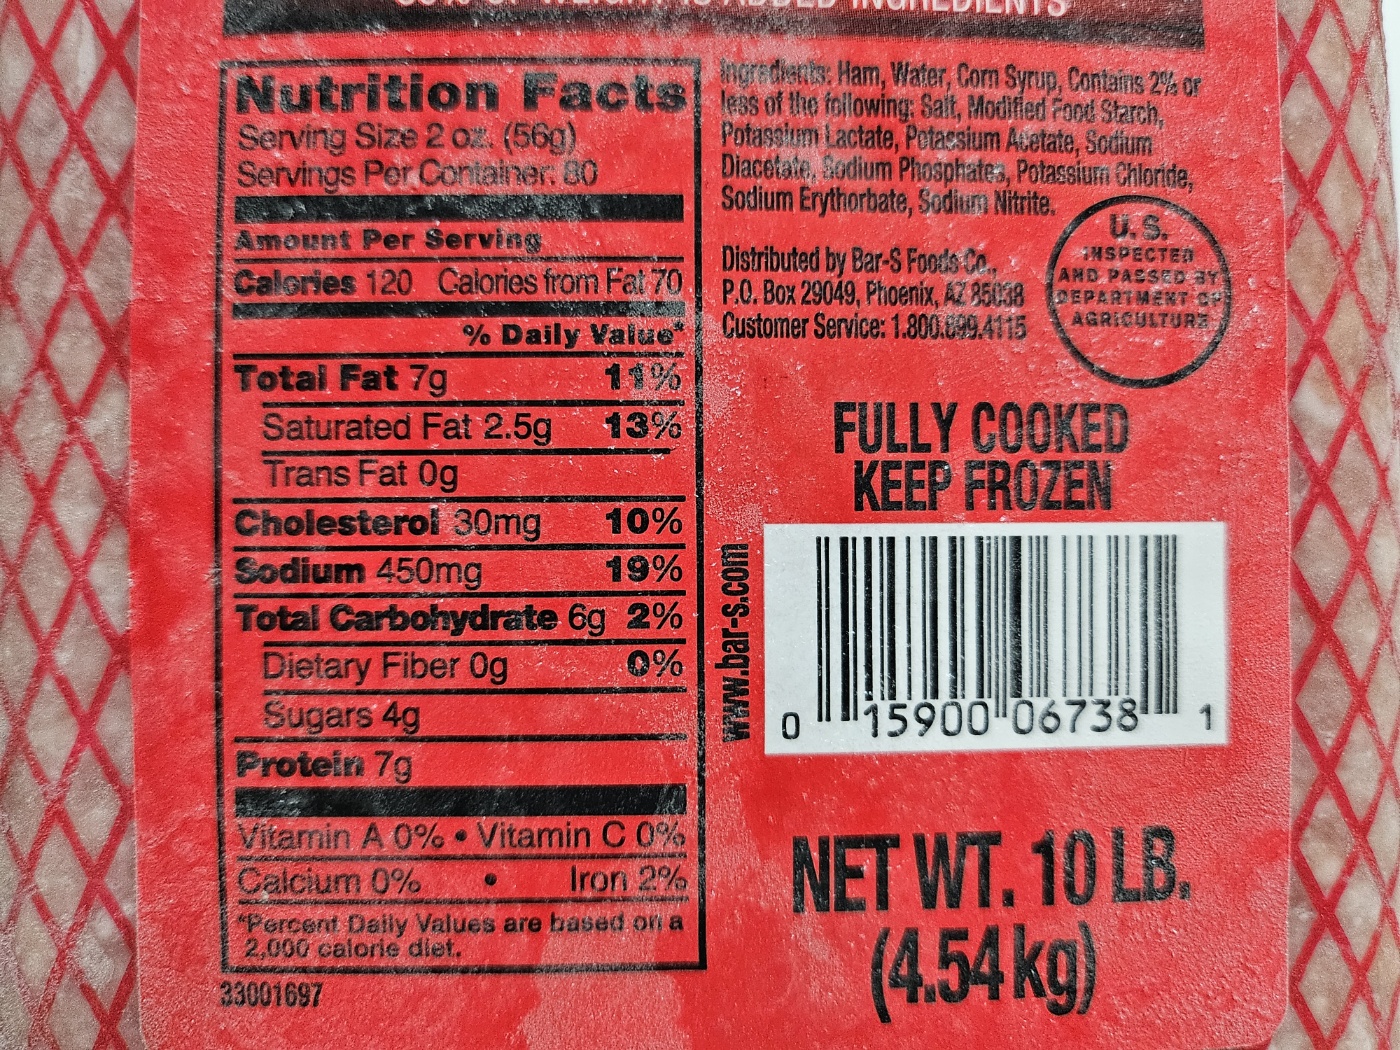 OF WEIGHT IS ADDED INGREDIENTS
Nutrition Facts
Serving Size 2 oz. (56g)
Servings Per Container: 80
Amount Per Serving
Calories 120 Calories from Fat 70
% Daily Value*
Total Fat 7g 11%
Saturated Fat 2.5g 13%
Trans Fat 0g
Cholesterol 30mg 10%
Sodium 450mg 19%
Total Carbohydrate 6g 2%
Dietary Fiber 0g 0%
Sugars 4g
Protein 7g
Vitamin A 0% • Vitamin C 0%
Calcium 0% • Iron 2%
*Percent Daily Values are based on a
2,000 calorie diet.
33001697
Ingredients: Ham, Water, Corn Syrup, Contains 2% or
less of the following: Salt, Modified Food Starch,
Potassium Lactate, Potassium Acetate, Sodium
Diacetate, Sodium Phosphates, Potassium Chloride,
Sodium Erythorbate, Sodium Nitrite.
Distributed by Bar-S Foods Co.,
P.O. Box 29049, Phoenix, AZ 85038
Customer Service: 1.800.699.4115
U.S.
INSPECTED
AND PASSED BY
DEPARTMENT OF
AGRICULTURE
FULLY COOKED
KEEP FROZEN
www.bar-s.com
0 15900 06738 1
NET WT. 10 LB.
(4.54 kg)